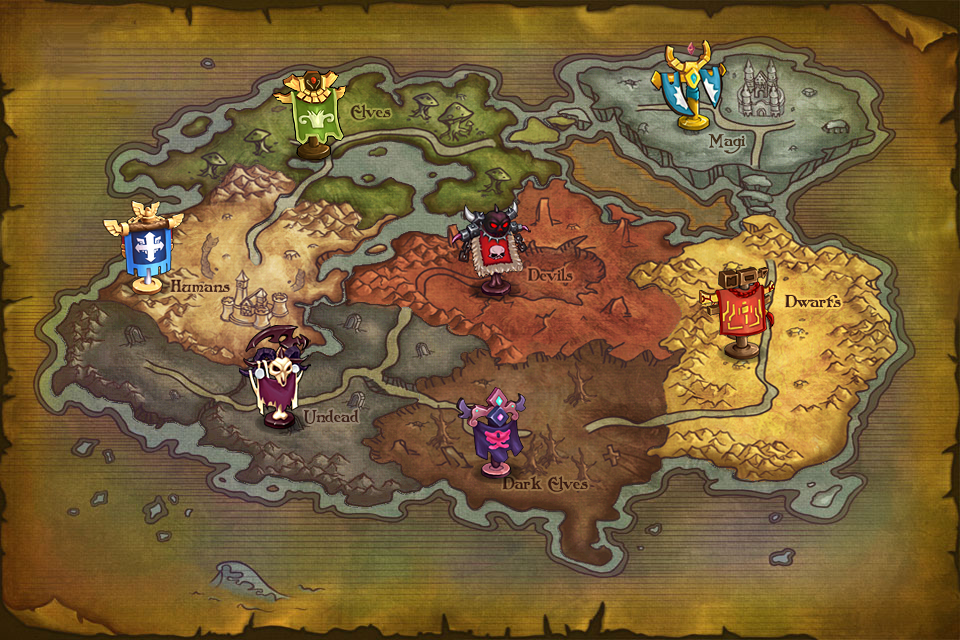 Elves
Magi
Devils
Humans
Dwarfs
Undead
Dark Elves